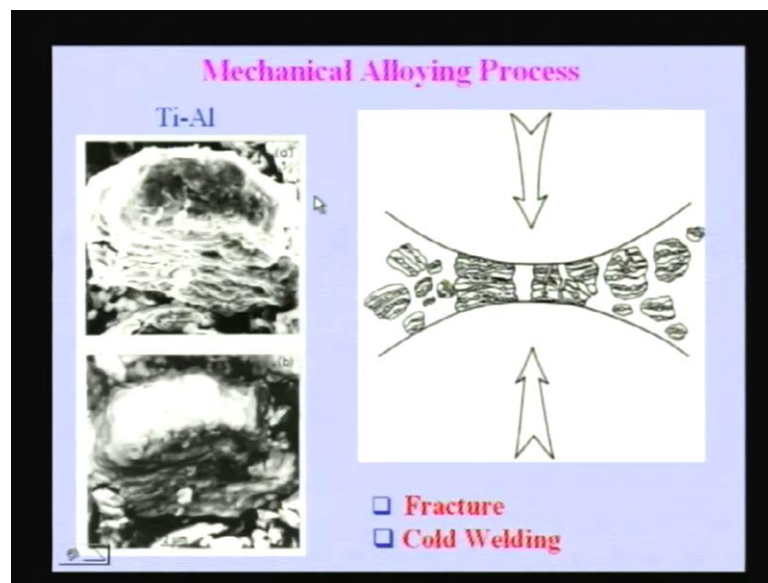 Mechanical Alloying Process
Ti-Al
(a)
(b)
Fracture
Cold Welding